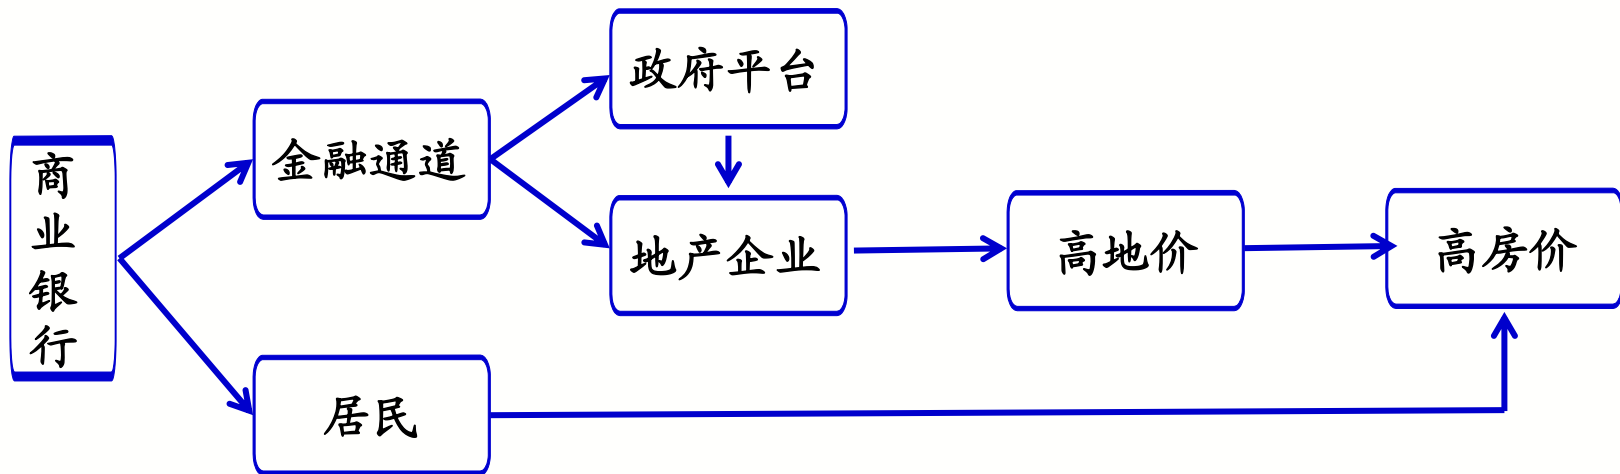 商业银行
金融通道
居民
政府平台
地产企业
高地价
高房价